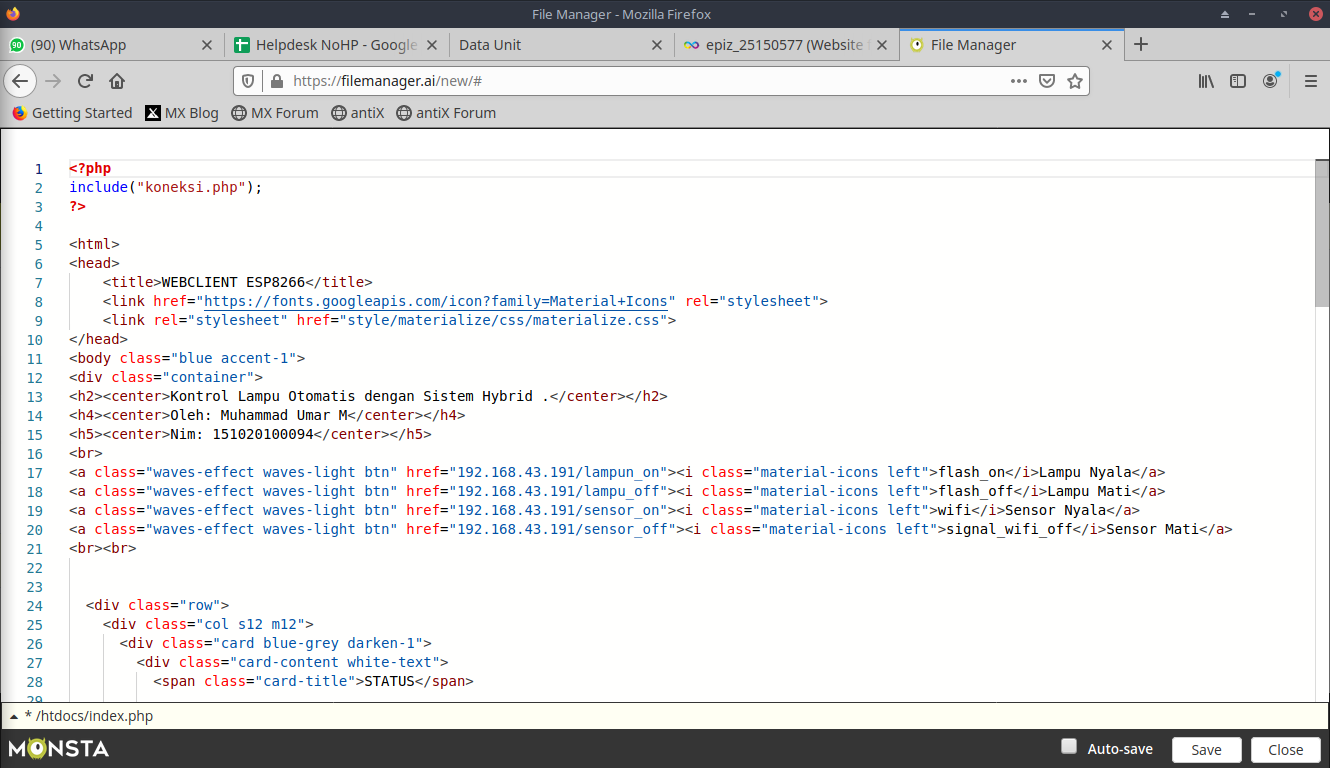 File Manager - Mozilla Firefox
(90) WhatsApp
Helpdesk NoHP - Google
Data Unit
epiz_25150577 (Website
File Manager
https://filemanager.ai/new/#
Getting Started
MX Blog
MX Forum
antiX
antiX Forum
1 <?php
2 include("koneksi.php");
3 ?>
4
5 <html>
6 <head>
7 <title>WEBCLIENT ESP8266</title>
8 <link href="https://fonts.googleapis.com/icon?family=Material+Icons" rel="stylesheet">
9 <link rel="stylesheet" href="style/materialize/css/materialize.css">
10 </head>
11 <body class="blue accent-1">
12 <div class="container">
13 <h2><center>Kontrol Lampu Otomatis dengan Sistem Hybrid .</center></h2>
14 <h4><center>Oleh: Muhammad Umar M</center></h4>
15 <h5><center>Nim: 151020100094</center></h5>
16 <br>
17 <a class="waves-effect waves-light btn" href="192.168.43.191/lampun_on"><i class="material-icons left">flash_on</i>Lampu Nyala</a>
18 <a class="waves-effect waves-light btn" href="192.168.43.191/lampu_off"><i class="material-icons left">flash_off</i>Lampu Mati</a>
19 <a class="waves-effect waves-light btn" href="192.168.43.191/sensor_on"><i class="material-icons left">wifi</i>Sensor Nyala</a>
20 <a class="waves-effect waves-light btn" href="192.168.43.191/sensor_off"><i class="material-icons left">signal_wifi_off</i>Sensor Mati</a>
21 <br><br>
22
23
24 <div class="row">
25 <div class="col s12 m12">
26 <div class="card blue-grey darken-1">
27 <div class="card-content white-text">
28 <span class="card-title">STATUS</span>
29
* /htdocs/index.php
MONSTA
Auto-save
Save
Close